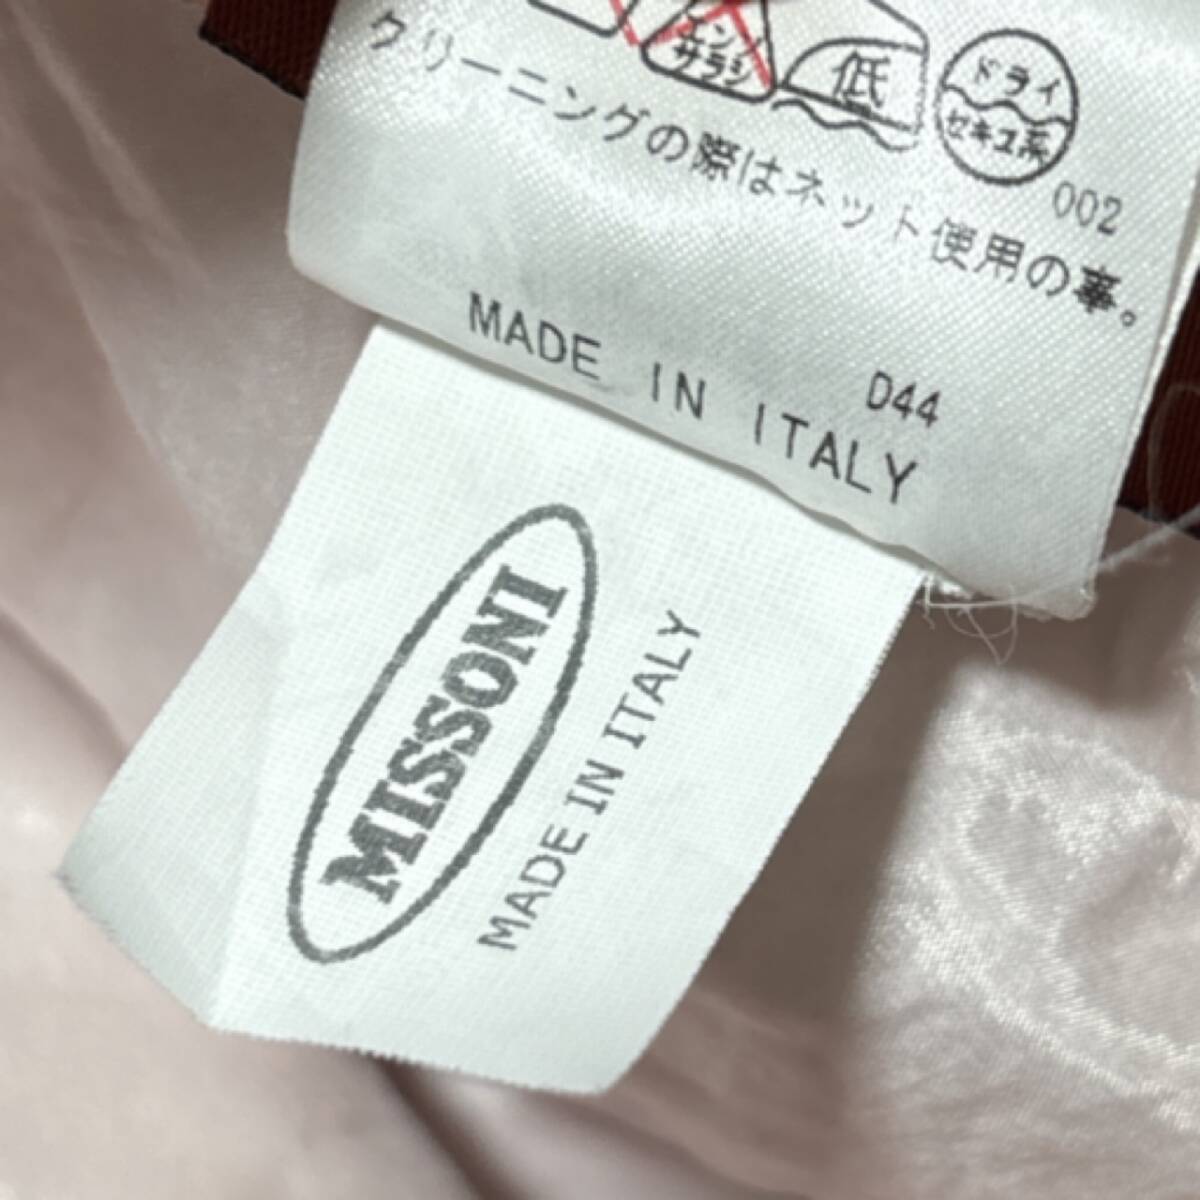 エンソ
サラシ
低
ドライ
セキユ系
002
クリーニングの際はネット使用の事。
D44
MADE IN ITALY
MISSONI
MADE IN ITALY